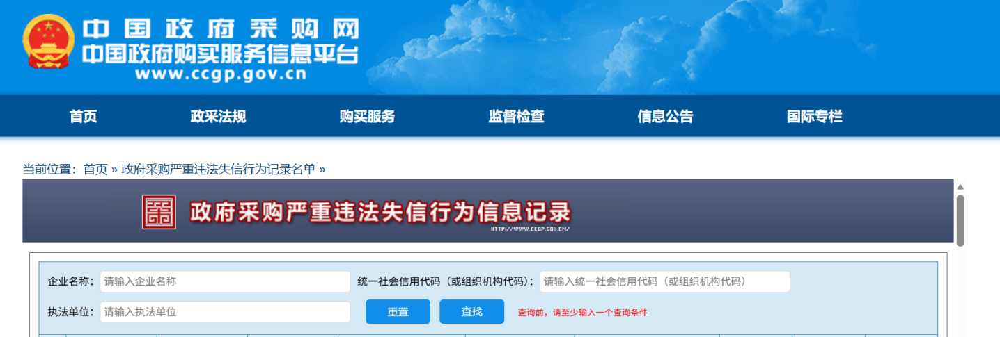 中国政府采购网
中国政府购买服务信息平台
www.ccgp.gov.cn
首页 政采法规 购买服务 监督检查 信息公告 国际专栏
当前位置：首页 » 政府采购严重违法失信行为记录名单 »
政府采购严重违法失信行为信息记录
HTTP://WWW.CCGP.GOV.CN/
企业名称： 请输入企业名称 统一社会信用代码（或组织机构代码）： 请输入统一社会信用代码（或组织机构代码）
执法单位： 请输入执法单位 重置 查找 查询前，请至少输入一个查询条件